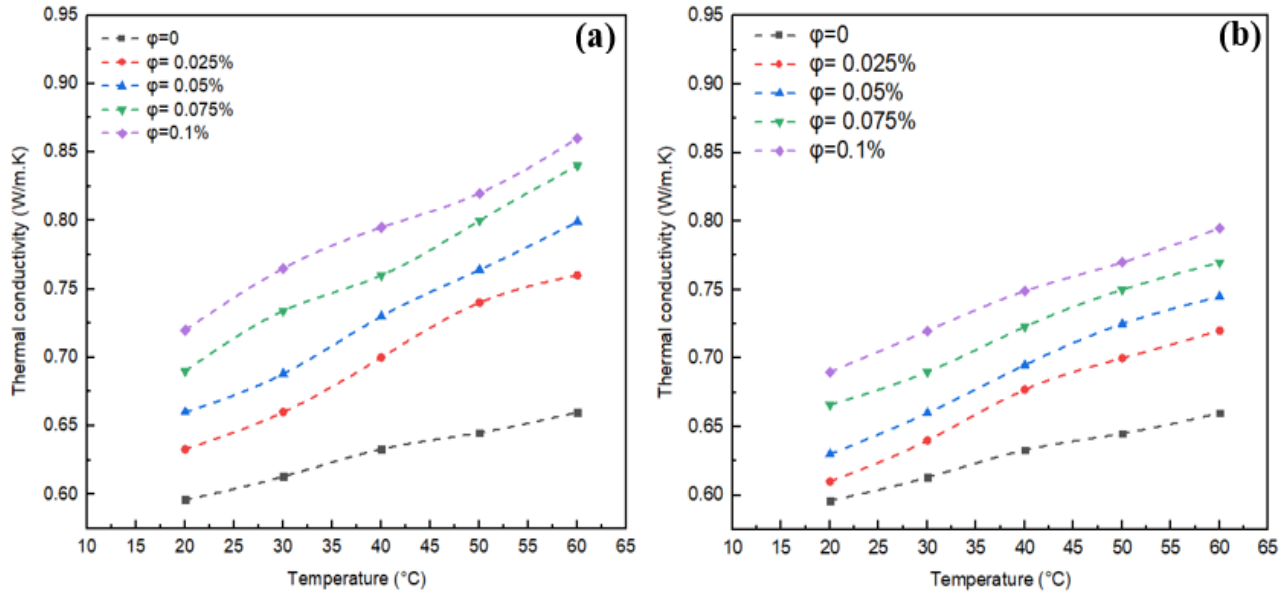 (a)
φ=0
φ= 0.025%
φ= 0.05%
φ= 0.075%
φ=0.1%
Thermal conductivity (W/m.K)
0.95
0.90
0.85
0.80
0.75
0.70
0.65
0.60
10 15 20 25 30 35 40 45 50 55 60 65
Temperature (°C)
(b)
φ=0
φ= 0.025%
φ= 0.05%
φ= 0.075%
φ=0.1%
Thermal conductivity (W/m.K)
0.95
0.90
0.85
0.80
0.75
0.70
0.65
0.60
10 15 20 25 30 35 40 45 50 55 60 65
Temperature (°C)